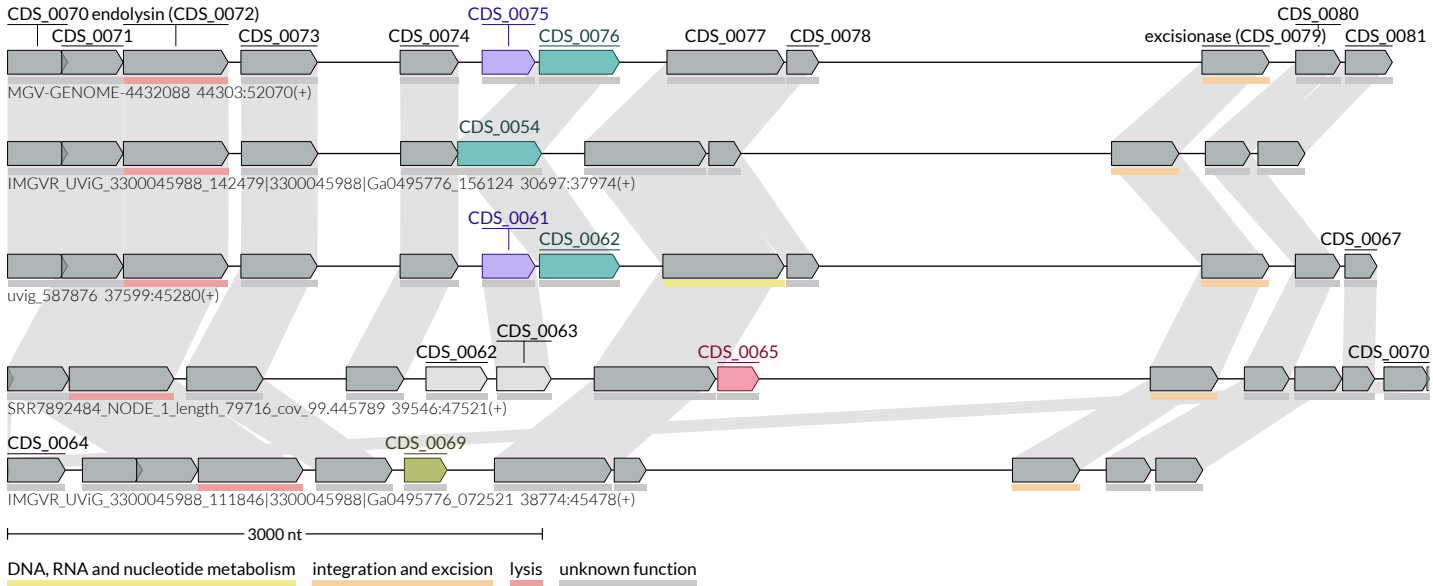 CDS_0070 endolysin (CDS_0072) CDS_0075 CDS_0080
CDS_0071 CDS_0073 CDS_0074 CDS_0076 CDS_0077 CDS_0078 excisionase (CDS_0079) CDS_0081
MGV-GENOME-4432088 44303:52070(+)
CDS_0054
IMGVR_UViG_3300045988_142479|3300045988|Ga0495776_156124 30697:37974(+)
CDS_0061
CDS_0062 CDS_0067
uvig_587876 37599:45280(+)
CDS_0063
CDS_0062 CDS_0065 CDS_0070
SRR7892484_NODE_1_length_79716_cov_99.445789 39546:47521(+)
CDS_0064 CDS_0069
IMGVR_UViG_3300045988_111846|3300045988|Ga0495776_072521 38774:45478(+)
3000 nt
DNA, RNA and nucleotide metabolism integration and excision lysis unknown function